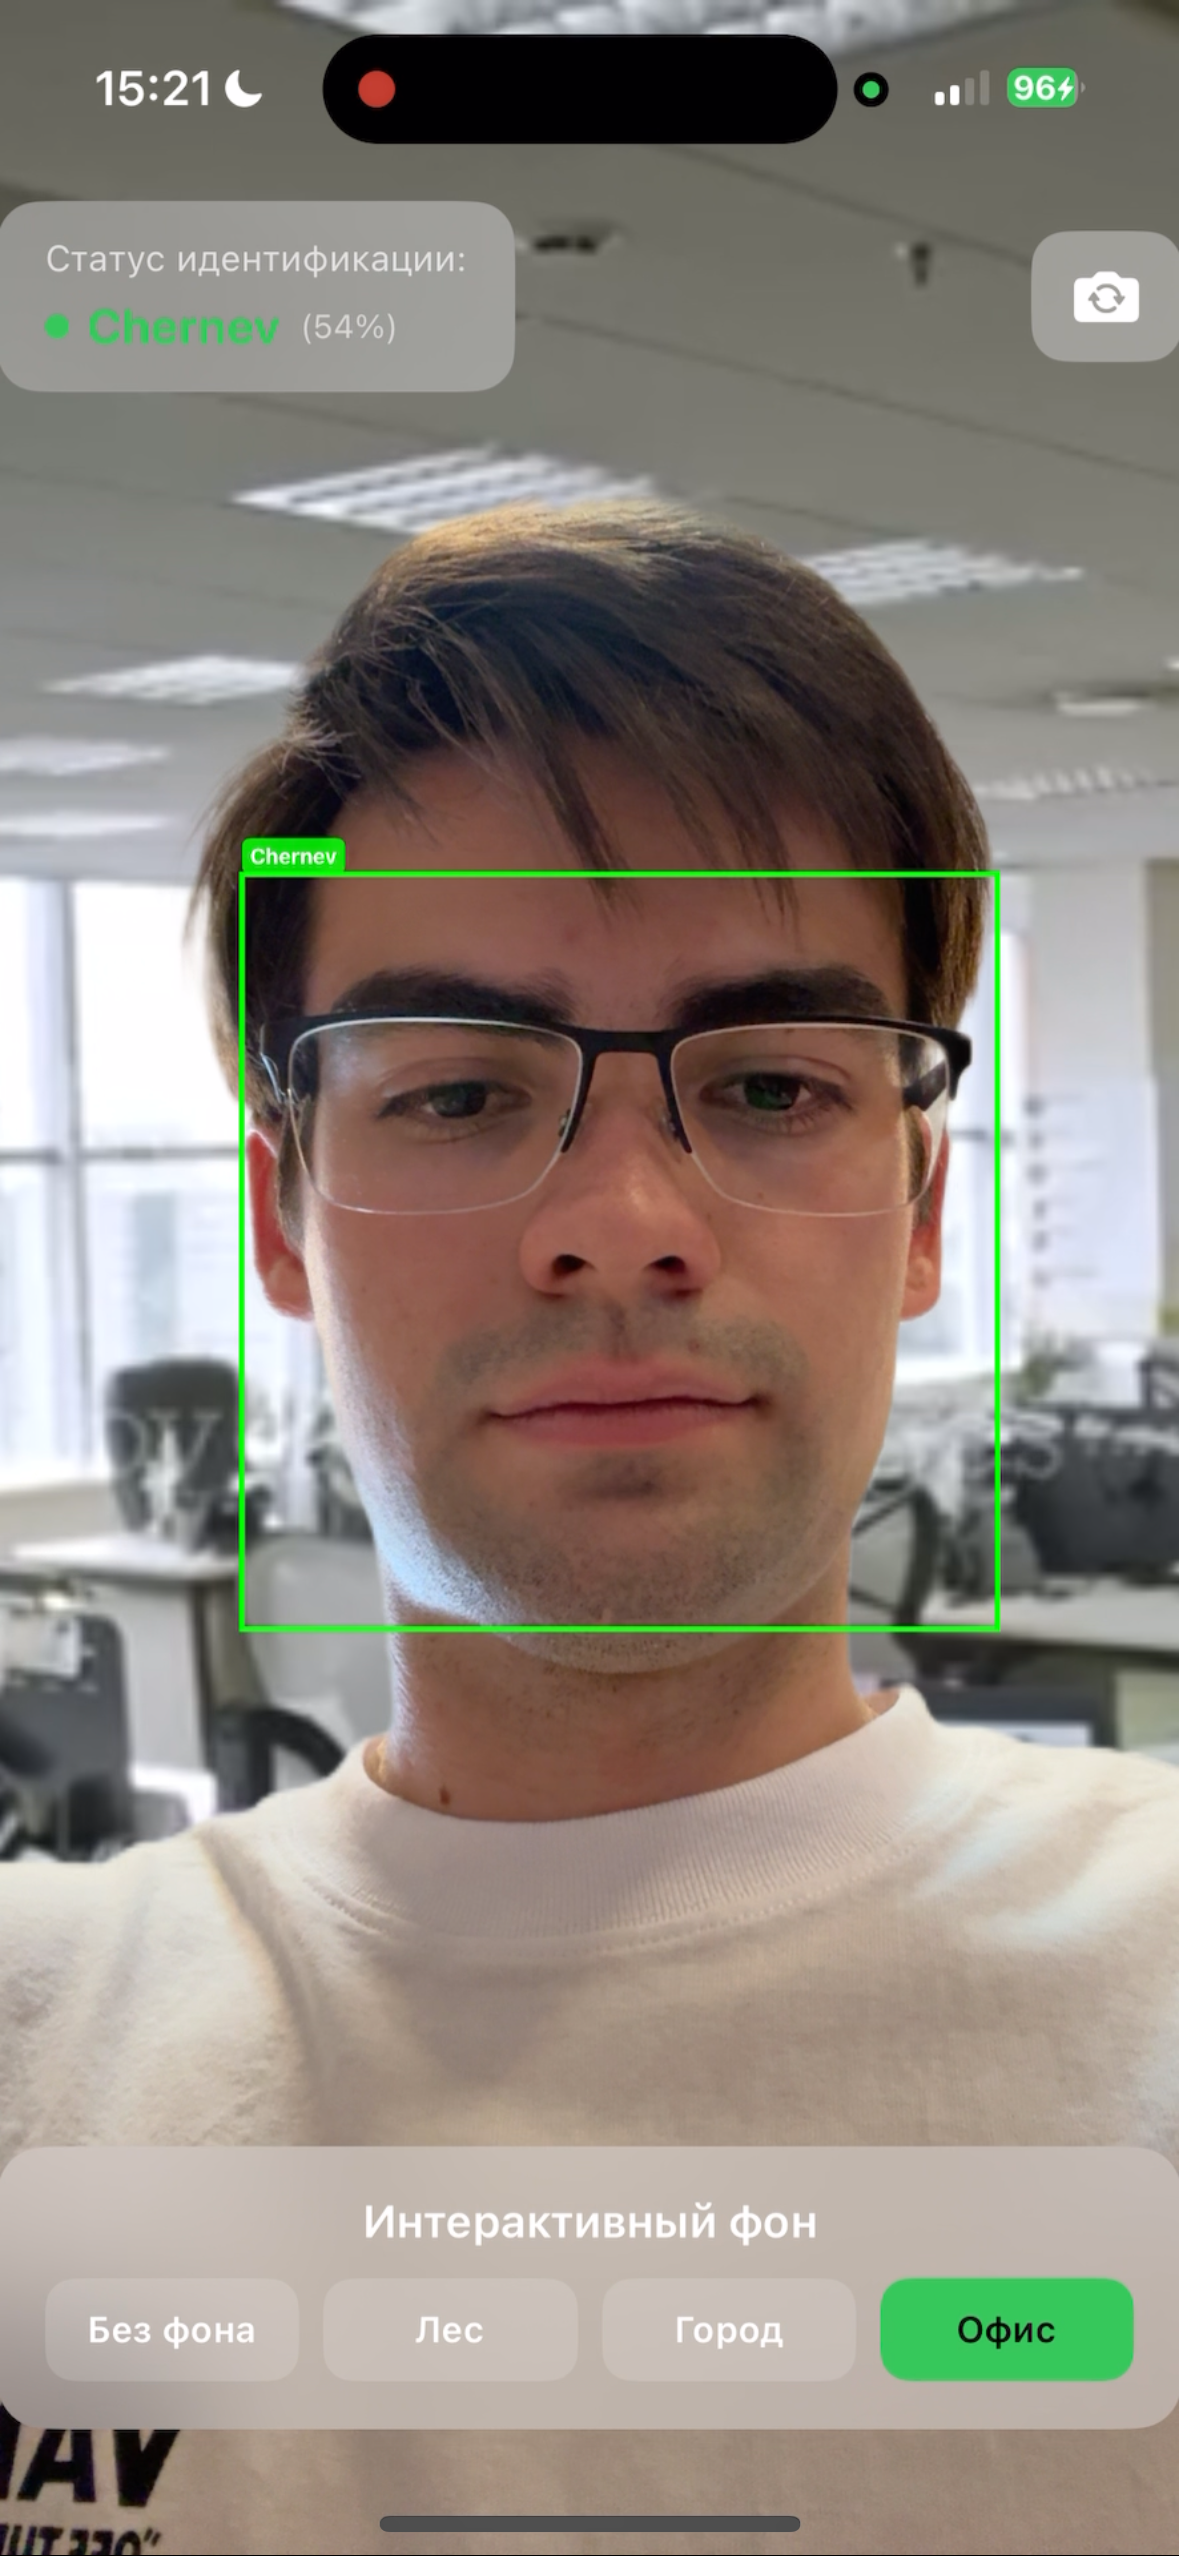 15:21
96
Статус идентификации:
Chernev (54%)
Chernev
Интерактивный фон
Без фона
Лес
Город
Офис